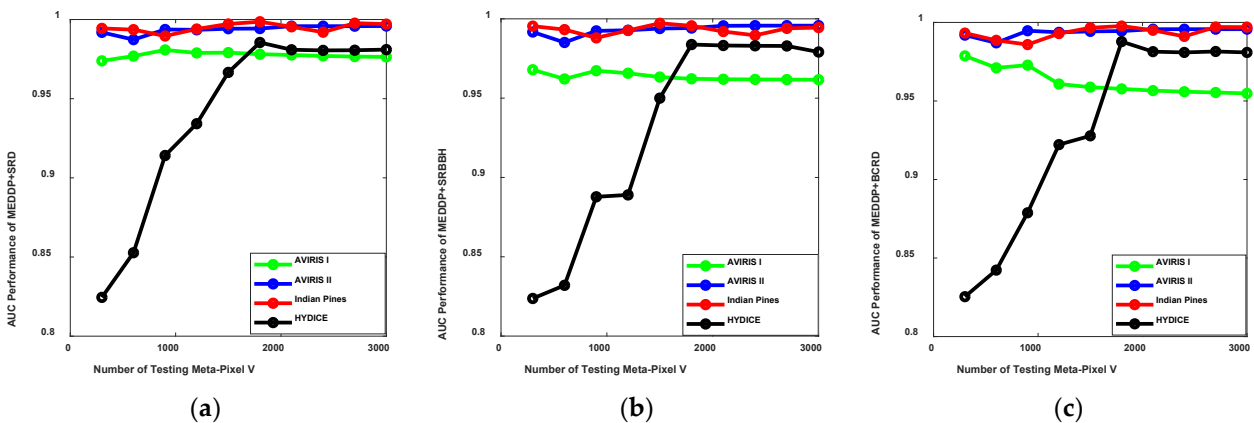 1
0.95
0.9
0.85
0.8
0
1000
2000
3000
AUC Performance of MEDDP+SRD
Number of Testing Meta-Pixel V
AVIRIS I
AVIRIS II
Indian Pines
HYDICE
(a)
1
0.95
0.9
0.85
0.8
0
1000
2000
3000
AUC Performance of MEDDP+SRBBH
Number of Testing Meta-Pixel V
AVIRIS I
AVIRIS II
Indian Pines
HYDICE
(b)
1
0.95
0.9
0.85
0.8
0
1000
2000
3000
AUC Performance of MEDDP+BCRD
Number of Testing Meta-Pixel V
AVIRIS I
AVIRIS II
Indian Pines
HYDICE
(c)